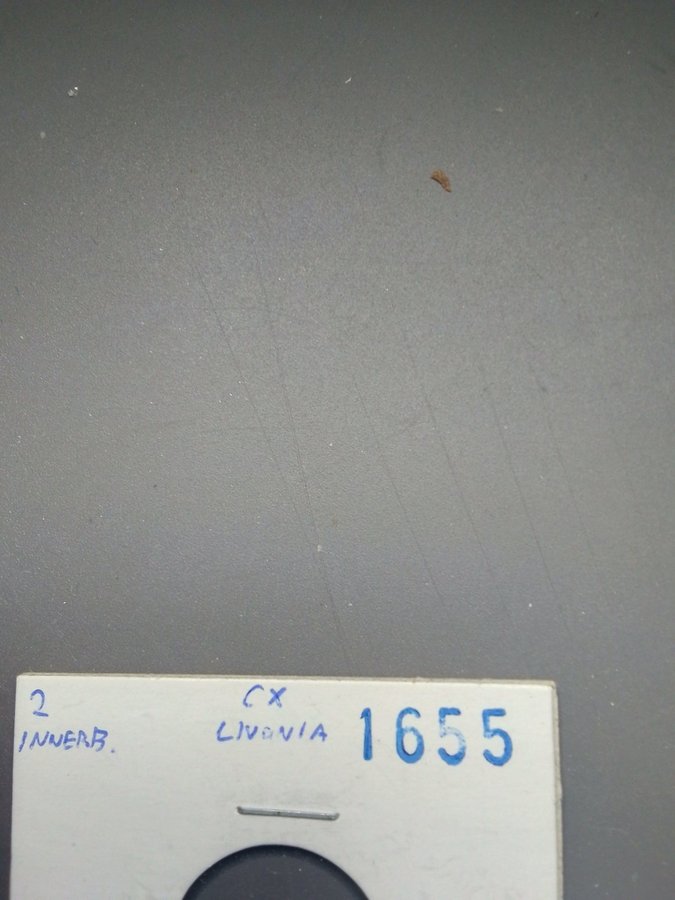 2 CX
INNERB. LIVONIA 1655